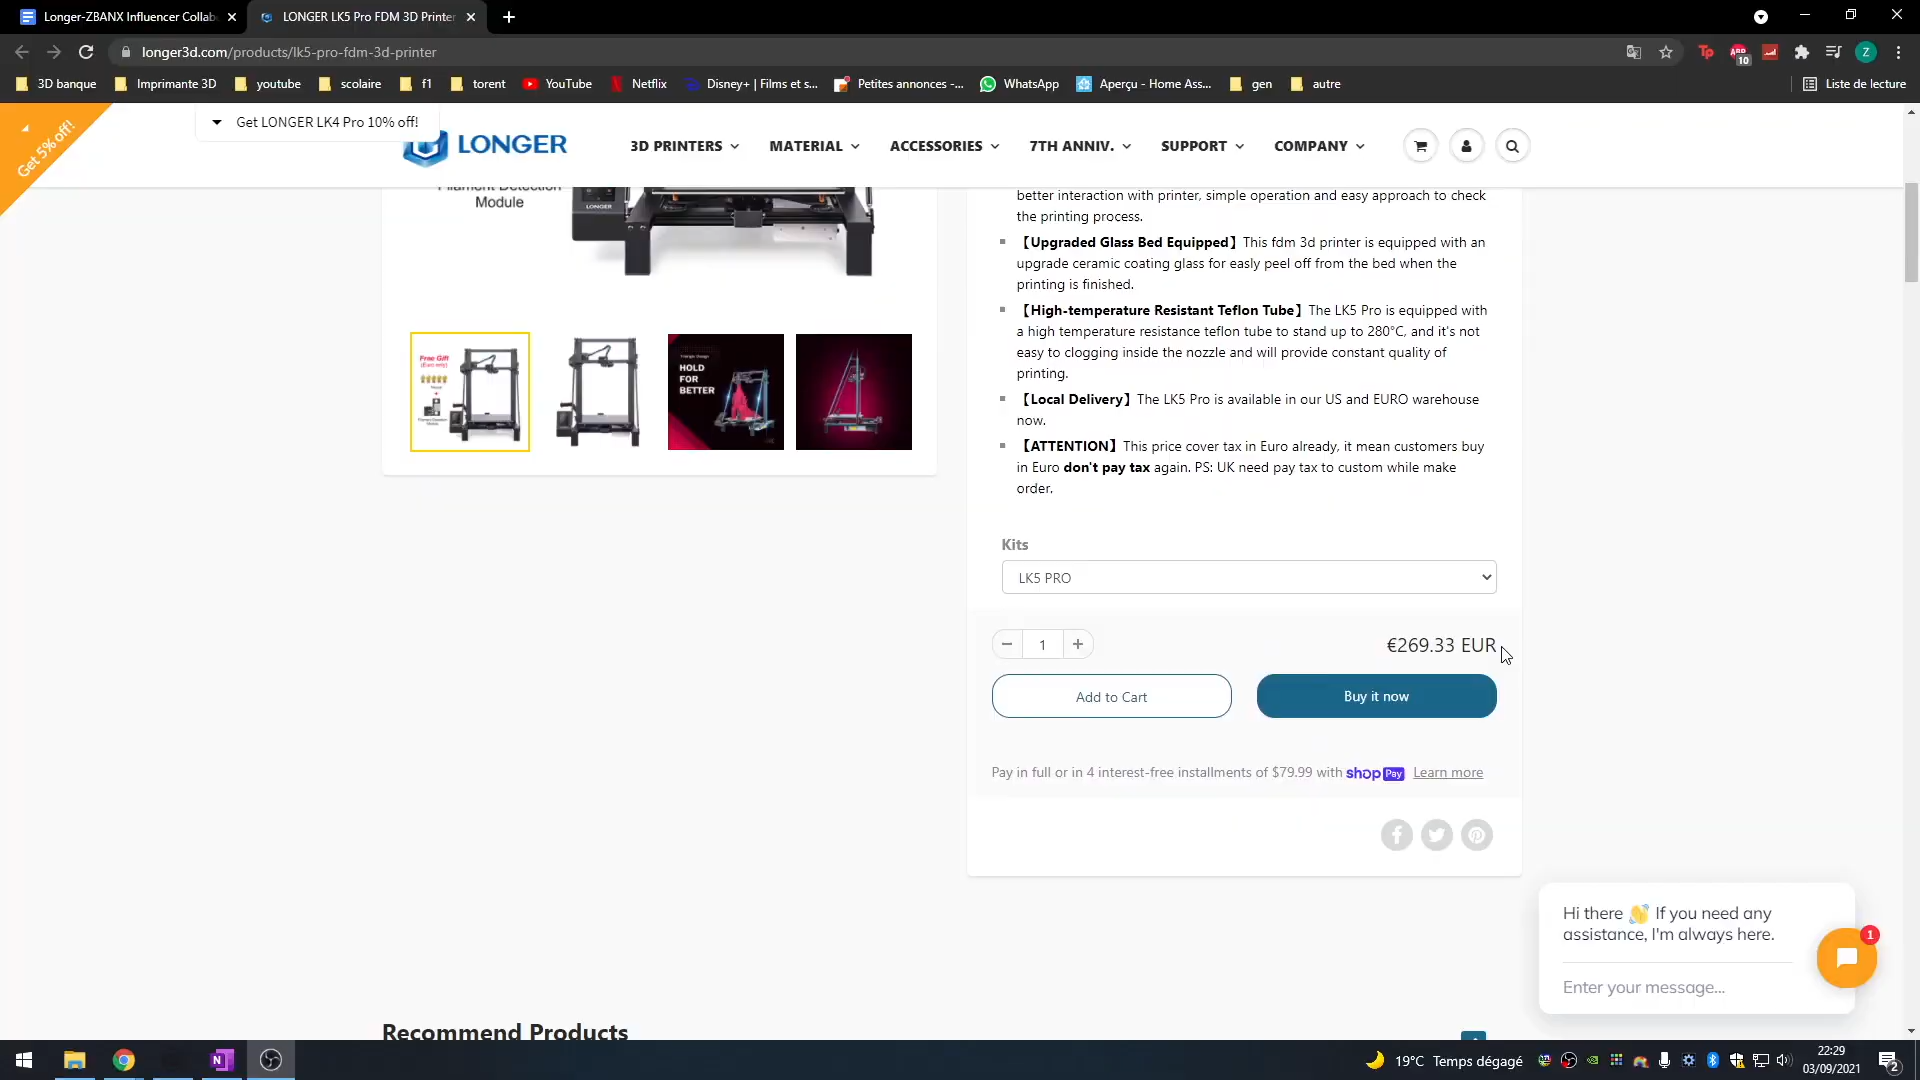 Longer-ZBANX Influencer Collab
LONGER LK5 Pro FDM 3D Printer
longer3d.com/products/lk5-pro-fdm-3d-printer
3D banque
Imprimante 3D
youtube
scolaire
f1
torent
YouTube
Netflix
Disney+ | Films et s...
Petites annonces -...
WhatsApp
Aperçu - Home Ass...
gen
autre
Liste de lecture
Tp
ABP
10
Z
Get 5% off!
Get LONGER LK4 Pro 10% off!
LONGER
3D PRINTERS
MATERIAL
ACCESSORIES
7TH ANNIV.
SUPPORT
COMPANY
Filament Detection
Module
LONGER
better interaction with printer, simple operation and easy approach to check
the printing process.
【Upgraded Glass Bed Equipped】This fdm 3d printer is equipped with an
upgrade ceramic coating glass for easly peel off from the bed when the
printing is finished.
【High-temperature Resistant Teflon Tube】The LK5 Pro is equipped with
a high temperature resistance teflon tube to stand up to 280°C, and it's not
easy to clogging inside the nozzle and will provide constant quality of
printing.
【Local Delivery】The LK5 Pro is available in our US and EURO warehouse
now.
【ATTENTION】This price cover tax in Euro already, it mean customers buy
in Euro don't pay tax again. PS: UK need pay tax to custom while make
order.
Free Gift
HOLD
FOR
BETTER
Kits
LK5 PRO
1
€269.33 EUR
Add to Cart
Buy it now
Pay in full or in 4 interest-free installments of $79.99 with shop Pay Learn more
Hi there 👋 If you need any
assistance, I'm always here.
1
Enter your message...
Recommend Products
19°C Temps dégagé
22:29
03/09/2021
2